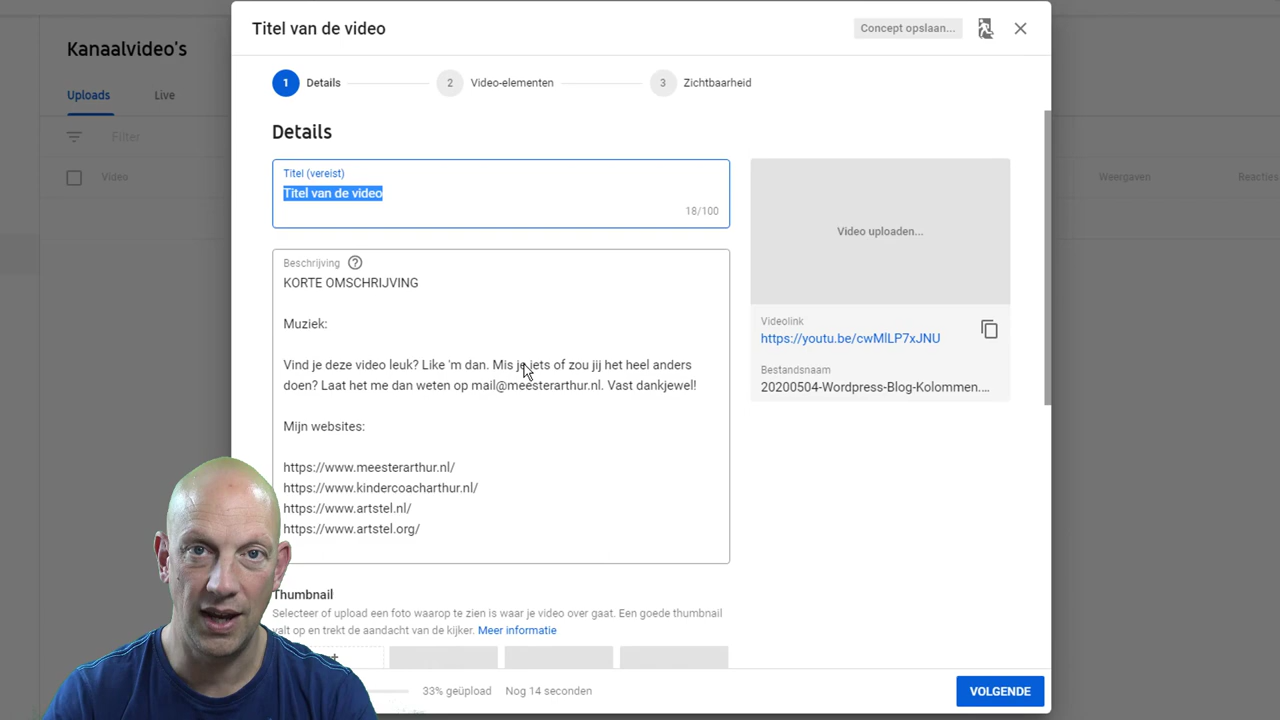 Titel van de video
Concept opslaan...
Kanaalvideo's
1 Details
2 Video-elementen
3 Zichtbaarheid
Uploads
Live
Details
Filter
Titel (vereist)
Titel van de video
18/100
Video
Weergaven
Reacties
Video uploaden...
Beschrijving
KORTE OMSCHRIJVING
Muziek:
Vind je deze video leuk? Like 'm dan. Mis je iets of zou jij het heel anders
doen? Laat het me dan weten op mail@meesterarthur.nl. Vast dankjewel!
Mijn websites:
https://www.meesterarthur.nl/
https://www.kindercoacharthur.nl/
https://www.artstel.nl/
https://www.artstel.org/
Videolink
https://youtu.be/cwMlLP7xJNU
Bestandsnaam
20200504-Wordpress-Blog-Kolommen....
Thumbnail
Selecteer of upload een foto waarop te zien is waar je video over gaat. Een goede thumbnail
valt op en trekt de aandacht van de kijker. Meer informatie
33% geüpload
Nog 14 seconden
VOLGENDE